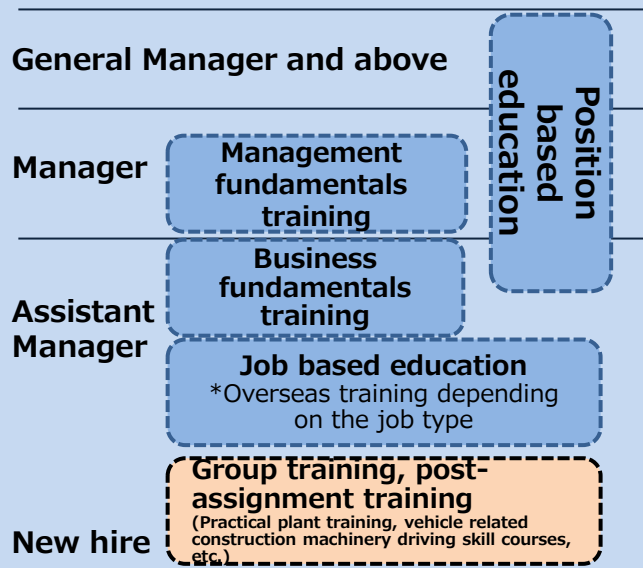 General Manager and above
Position
based
education
Manager
Management
fundamentals
training
Assistant
Manager
Business
fundamentals
training
Job based education
*Overseas training depending
on the job type
New hire
Group training, post-
assignment training
(Practical plant training, vehicle related
construction machinery driving skill courses,
etc.)